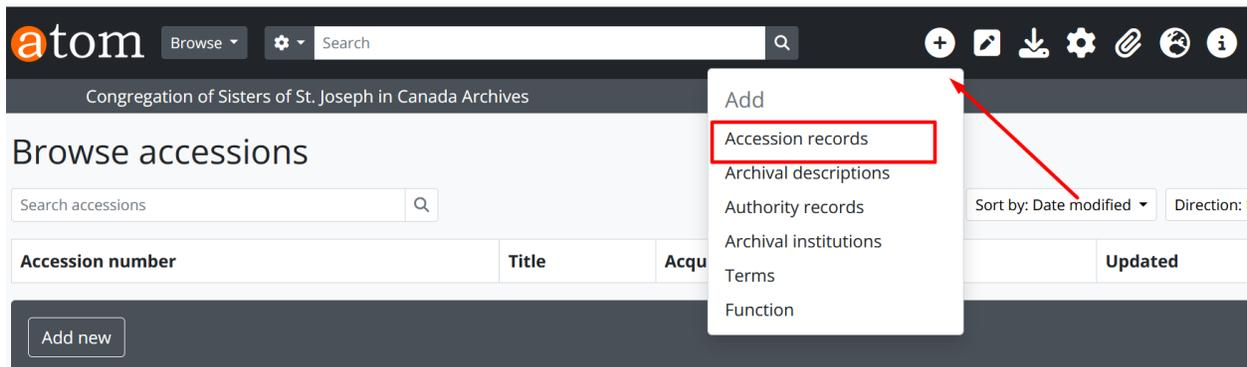 atom
Browse
Search
Congregation of Sisters of St. Joseph in Canada Archives
Add
Accession records
Archival descriptions
Authority records
Archival institutions
Terms
Function
Browse accessions
Search accessions
Sort by: Date modified
Direction:
Accession number
Title
Acqu
Updated
Add new